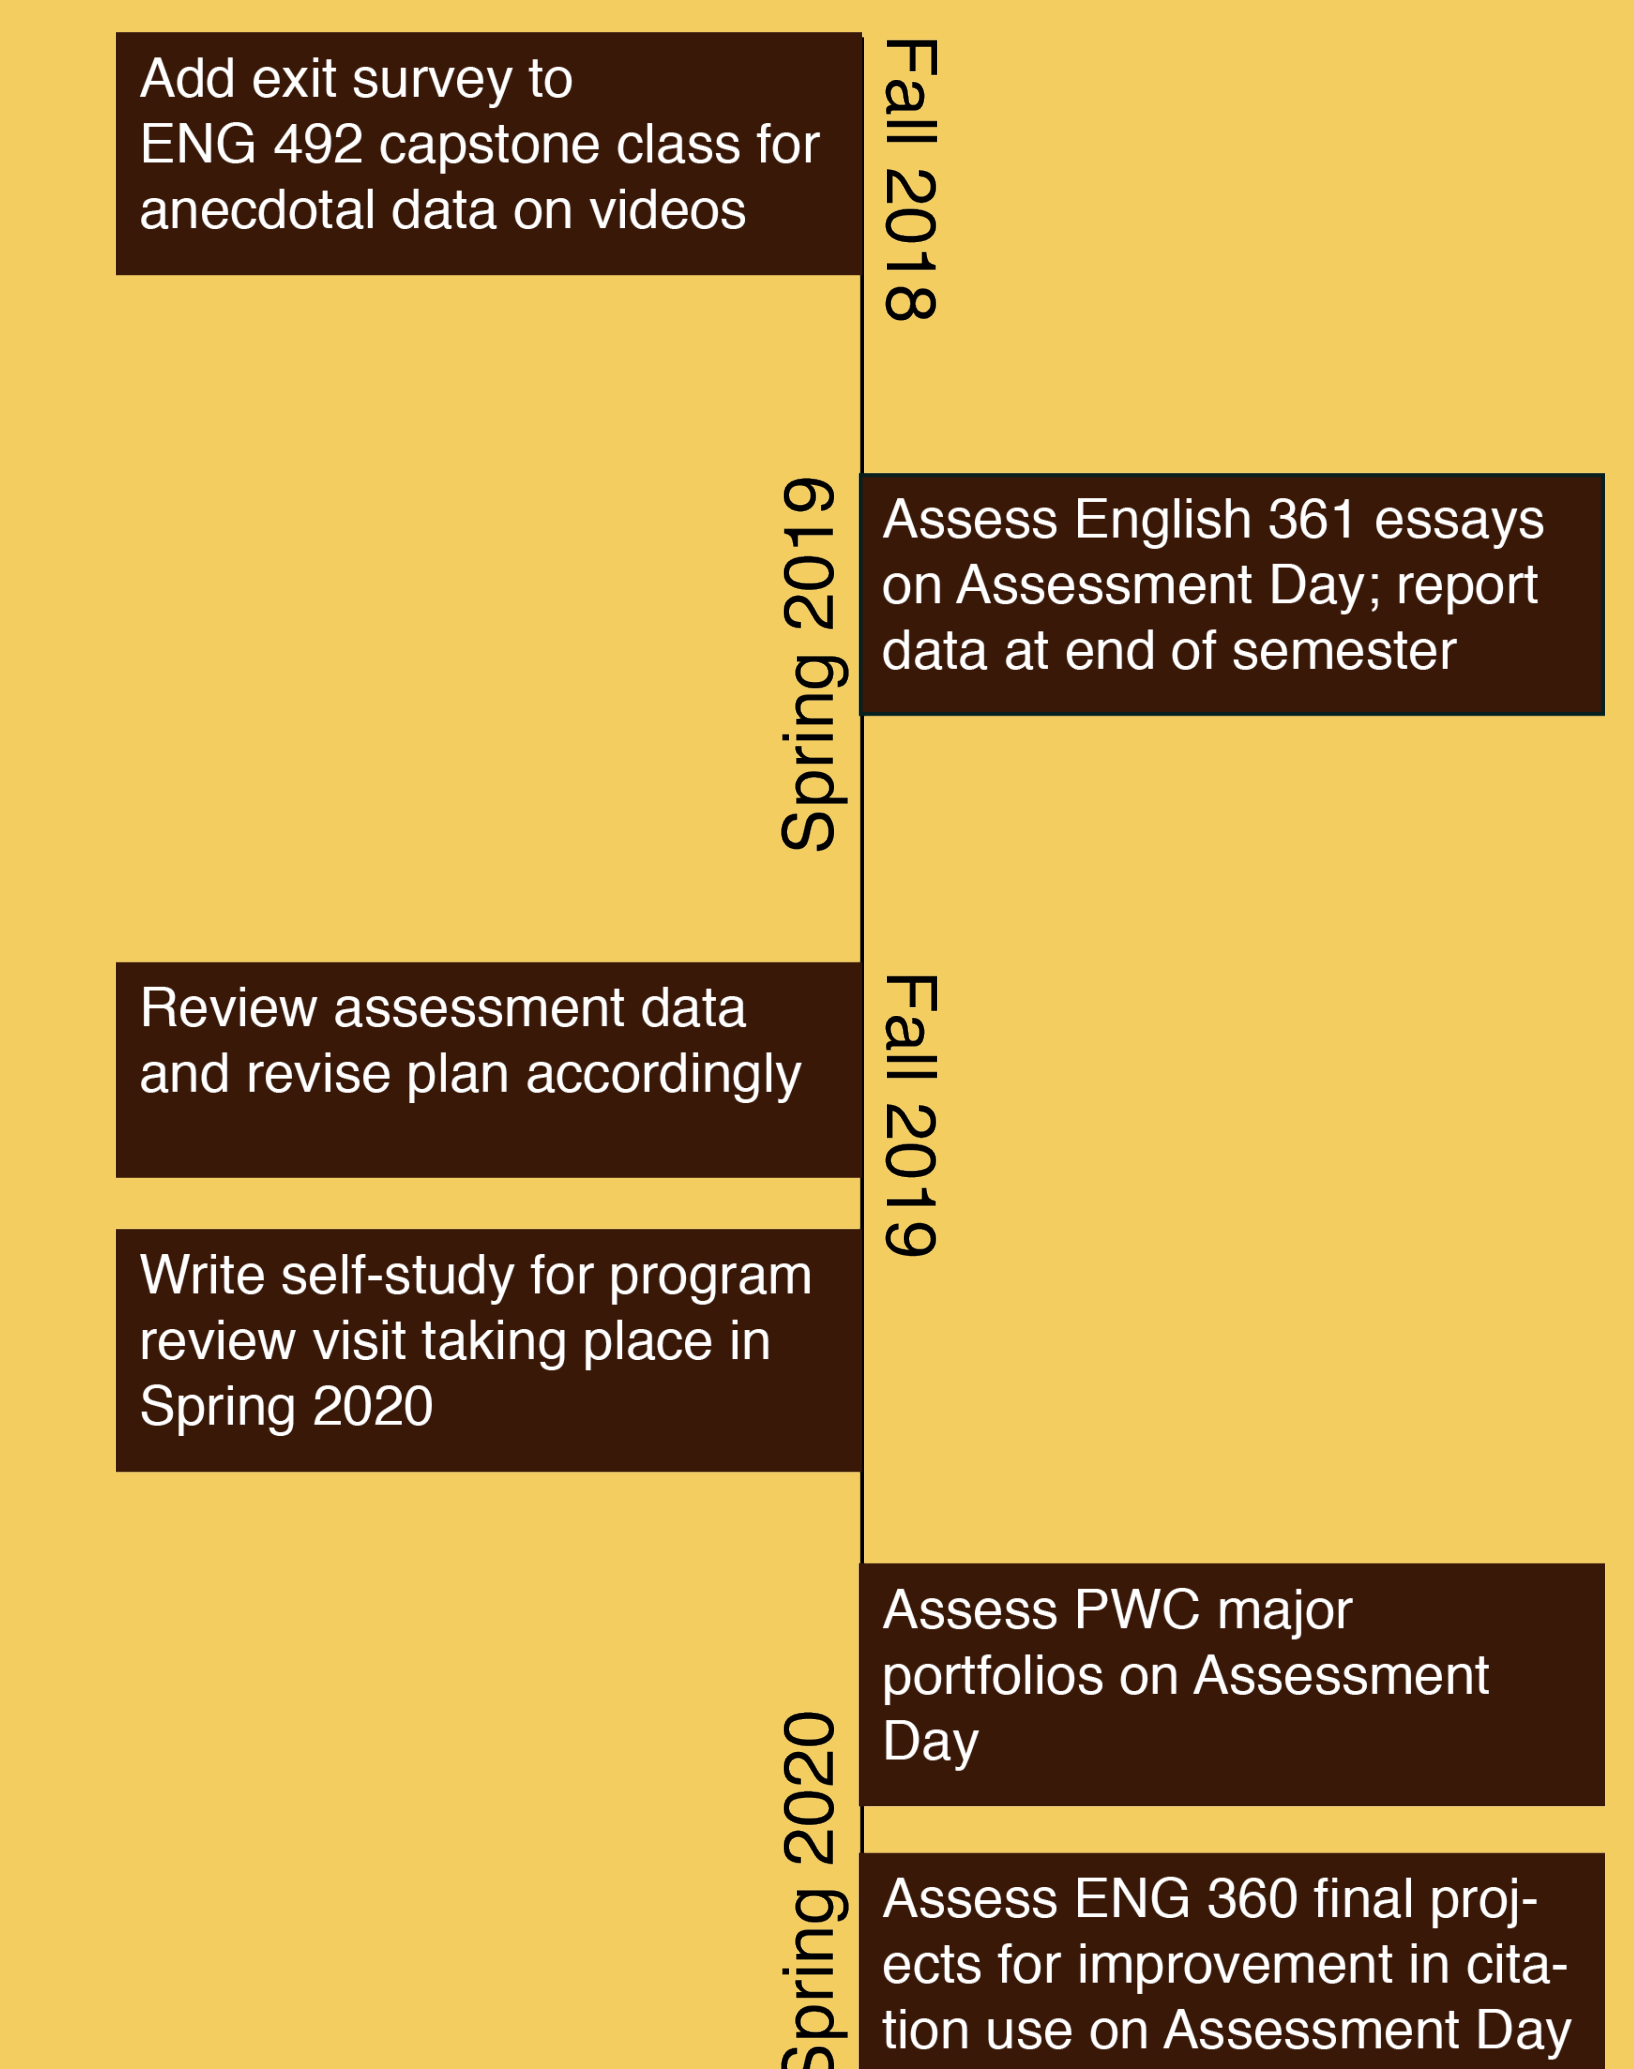 Fall 2018
Add exit survey to
ENG 492 capstone class for
anecdotal data on videos
Spring 2019
Assess English 361 essays
on Assessment Day; report
data at end of semester
Fall 2019
Review assessment data
and revise plan accordingly
Write self-study for program
review visit taking place in
Spring 2020
Spring 2020
Assess PWC major
portfolios on Assessment
Day
Assess ENG 360 final proj-
ects for improvement in cita-
tion use on Assessment Day